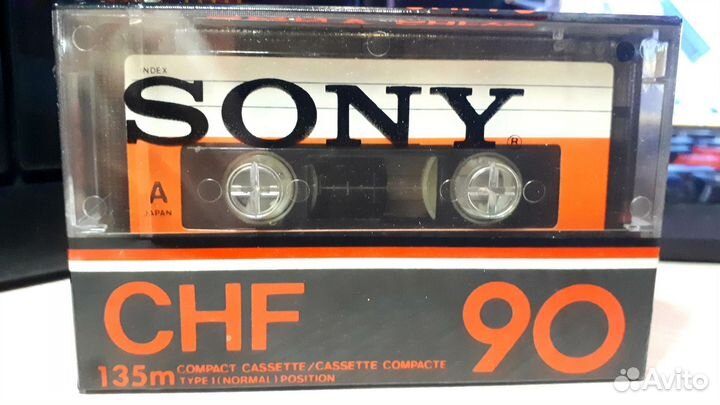 INDEX
SONY®
A
JAPAN
CHF 90
135m COMPACT CASSETTE/CASSETTE COMPACTE
TYPE I (NORMAL) POSITION
Avito